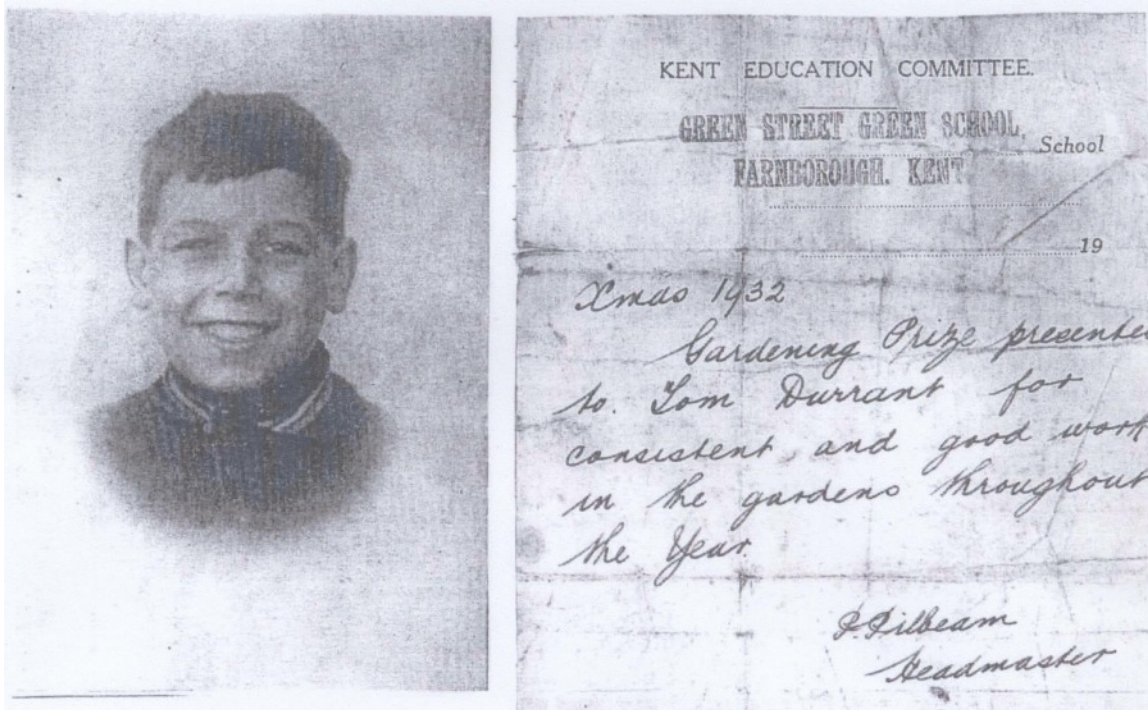 KENT EDUCATION COMMITTEE.
GREEN STREET GREEN SCHOOL,
School
FARNBOROUGH. KENT
19
Xmas 1932
Gardening Prize presented
to. Tom Durrant for
consistent and good work
in the gardens throughout
the Year.
P. Pilbeam
Headmaster